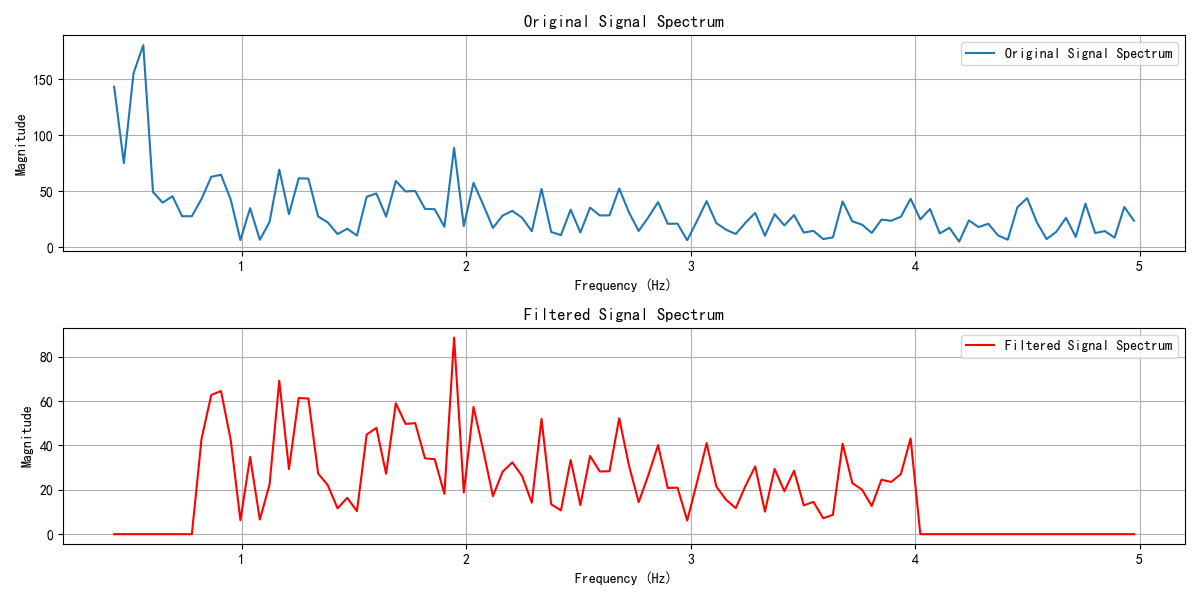 Original Signal Spectrum
Original Signal Spectrum
Magnitude
150
100
50
0
1 2 3 4 5
Frequency (Hz)
Filtered Signal Spectrum
Filtered Signal Spectrum
Magnitude
80
60
40
20
0
1 2 3 4 5
Frequency (Hz)